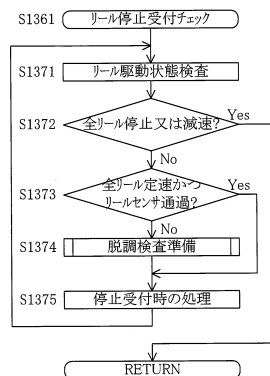 S1361 リール停止受付チェック
S1371 リール駆動状態検査
S1372 全リール停止又は減速? Yes
No
S1373 全リール定速かつ Yes
リールセンサ通過?
No
S1374 脱調検査準備
S1375 停止受付時の処理
RETURN